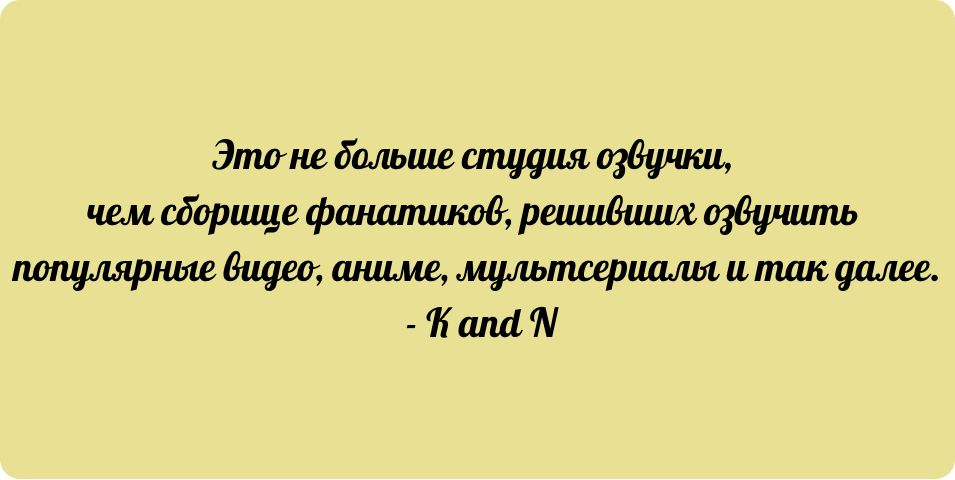 Это не больше студия озвучки,
чем сборище фанатиков, решивших озвучить
популярные видео, аниме, мультсериалы и так далее.
- K and N